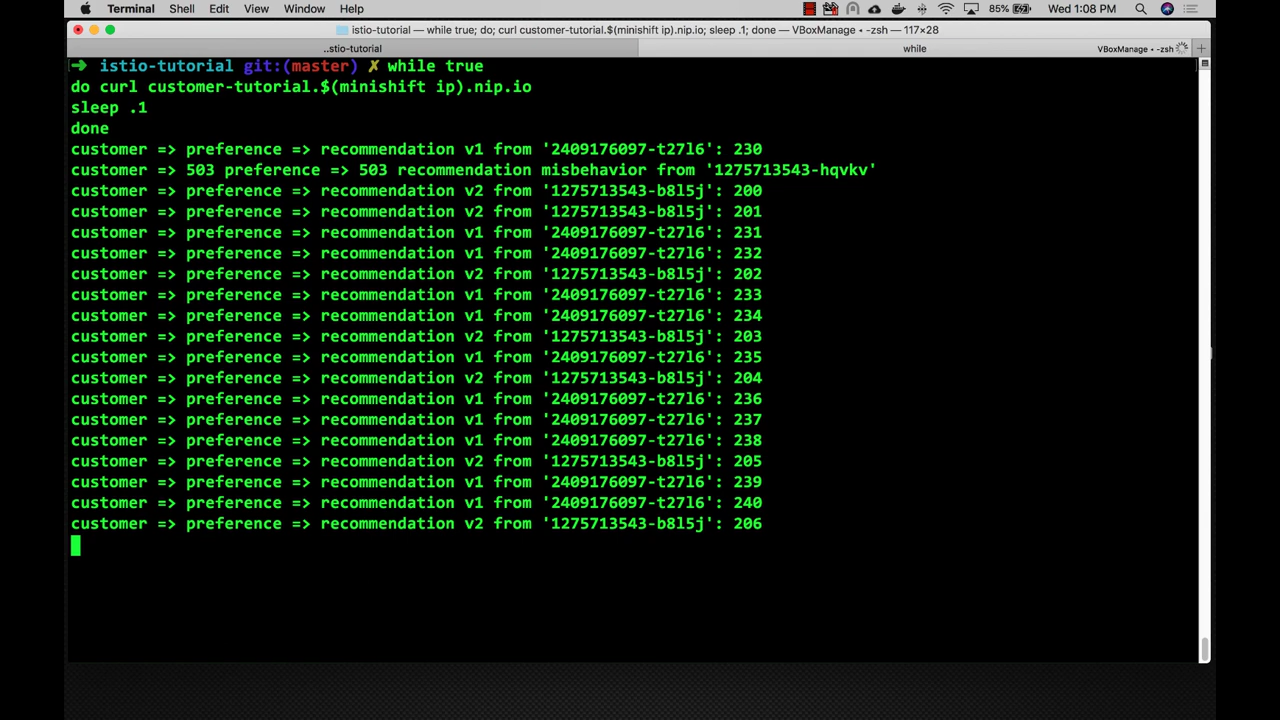 Terminal Shell Edit View Window Help 85% Wed 1:08 PM
istio-tutorial — while true; do; curl customer-tutorial.$(minishift ip).nip.io; sleep .1; done — VBoxManage • -zsh — 117×28
..stio-tutorial while VBoxManage • -zsh
➜ istio-tutorial git:(master) ✗ while true
do curl customer-tutorial.$(minishift ip).nip.io
sleep .1
done
customer => preference => recommendation v1 from '2409176097-t27l6': 230
customer => 503 preference => 503 recommendation misbehavior from '1275713543-hqvkv'
customer => preference => recommendation v2 from '1275713543-b8l5j': 200
customer => preference => recommendation v2 from '1275713543-b8l5j': 201
customer => preference => recommendation v1 from '2409176097-t27l6': 231
customer => preference => recommendation v1 from '2409176097-t27l6': 232
customer => preference => recommendation v2 from '1275713543-b8l5j': 202
customer => preference => recommendation v1 from '2409176097-t27l6': 233
customer => preference => recommendation v1 from '2409176097-t27l6': 234
customer => preference => recommendation v2 from '1275713543-b8l5j': 203
customer => preference => recommendation v1 from '2409176097-t27l6': 235
customer => preference => recommendation v2 from '1275713543-b8l5j': 204
customer => preference => recommendation v1 from '2409176097-t27l6': 236
customer => preference => recommendation v1 from '2409176097-t27l6': 237
customer => preference => recommendation v1 from '2409176097-t27l6': 238
customer => preference => recommendation v2 from '1275713543-b8l5j': 205
customer => preference => recommendation v1 from '2409176097-t27l6': 239
customer => preference => recommendation v1 from '2409176097-t27l6': 240
customer => preference => recommendation v2 from '1275713543-b8l5j': 206